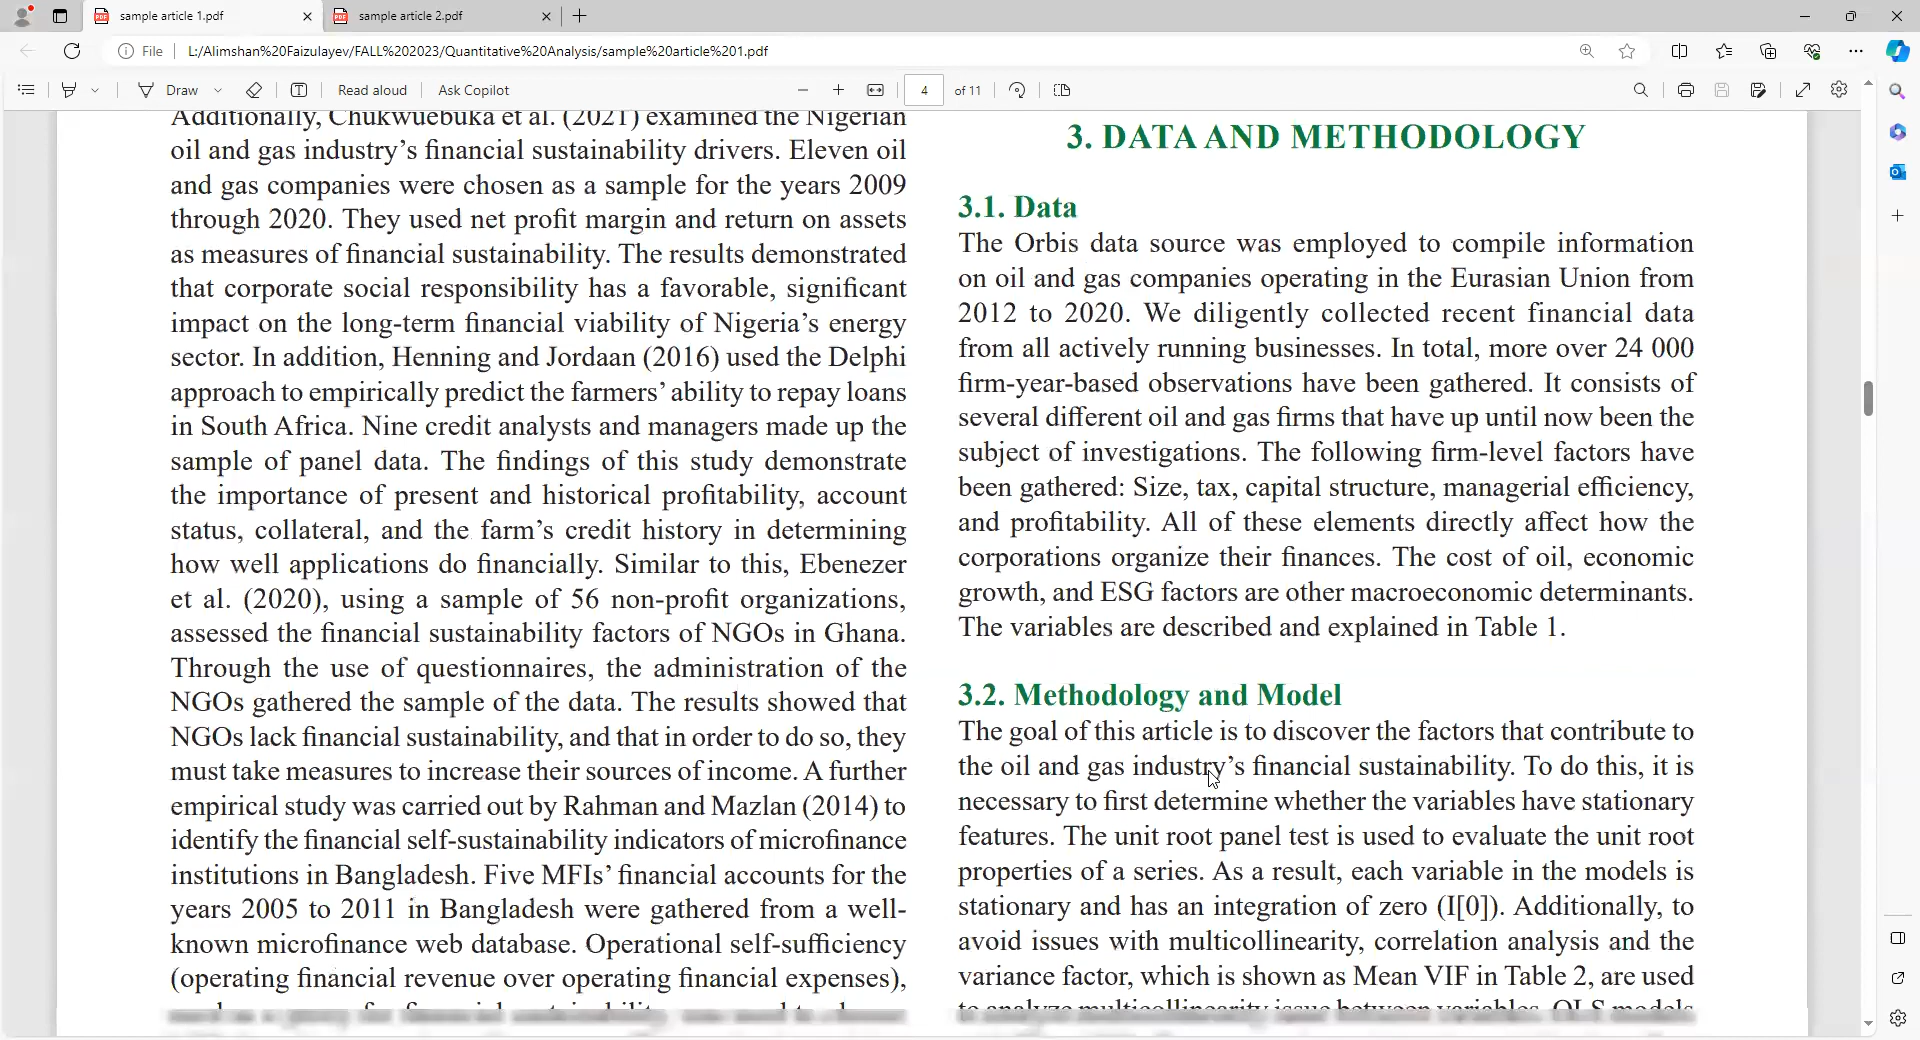 sample article 1.pdf
sample article 2.pdf
File
L:/Alimshan%20Faizulayev/FALL%202023/Quantitative%20Analysis/sample%20article%201.pdf
Draw
Read aloud
Ask Copilot
4 of 11
Additionally, Chukwuebuka et al. (2021) examined the Nigerian
oil and gas industry's financial sustainability drivers. Eleven oil
and gas companies were chosen as a sample for the years 2009
through 2020. They used net profit margin and return on assets
as measures of financial sustainability. The results demonstrated
that corporate social responsibility has a favorable, significant
impact on the long-term financial viability of Nigeria's energy
sector. In addition, Henning and Jordaan (2016) used the Delphi
approach to empirically predict the farmers' ability to repay loans
in South Africa. Nine credit analysts and managers made up the
sample of panel data. The findings of this study demonstrate
the importance of present and historical profitability, account
status, collateral, and the farm's credit history in determining
how well applications do financially. Similar to this, Ebenezer
et al. (2020), using a sample of 56 non-profit organizations,
assessed the financial sustainability factors of NGOs in Ghana.
Through the use of questionnaires, the administration of the
NGOs gathered the sample of the data. The results showed that
NGOs lack financial sustainability, and that in order to do so, they
must take measures to increase their sources of income. A further
empirical study was carried out by Rahman and Mazlan (2014) to
identify the financial self-sustainability indicators of microfinance
institutions in Bangladesh. Five MFIs' financial accounts for the
years 2005 to 2011 in Bangladesh were gathered from a well-
known microfinance web database. Operational self-sufficiency
(operating financial revenue over operating financial expenses),
3. DATA AND METHODOLOGY
3.1. Data
The Orbis data source was employed to compile information
on oil and gas companies operating in the Eurasian Union from
2012 to 2020. We diligently collected recent financial data
from all actively running businesses. In total, more over 24 000
firm-year-based observations have been gathered. It consists of
several different oil and gas firms that have up until now been the
subject of investigations. The following firm-level factors have
been gathered: Size, tax, capital structure, managerial efficiency,
and profitability. All of these elements directly affect how the
corporations organize their finances. The cost of oil, economic
growth, and ESG factors are other macroeconomic determinants.
The variables are described and explained in Table 1.
3.2. Methodology and Model
The goal of this article is to discover the factors that contribute to
the oil and gas industry's financial sustainability. To do this, it is
necessary to first determine whether the variables have stationary
features. The unit root panel test is used to evaluate the unit root
properties of a series. As a result, each variable in the models is
stationary and has an integration of zero (I[0]). Additionally, to
avoid issues with multicollinearity, correlation analysis and the
variance factor, which is shown as Mean VIF in Table 2, are used
to analyze multicollinearity issue between variables. OLS models